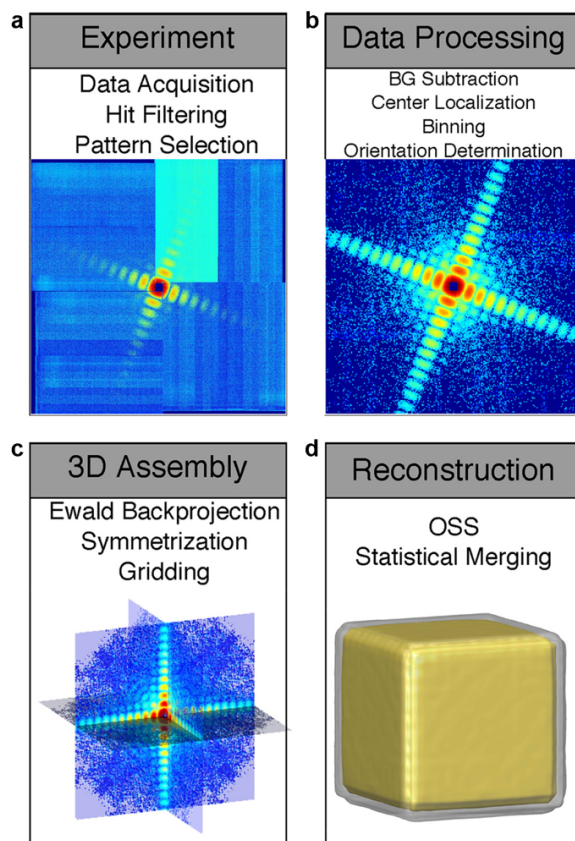 a
Experiment
Data Acquisition
Hit Filtering
Pattern Selection
b
Data Processing
BG Subtraction
Center Localization
Binning
Orientation Determination
c
3D Assembly
Ewald Backprojection
Symmetrization
Gridding
d
Reconstruction
OSS
Statistical Merging